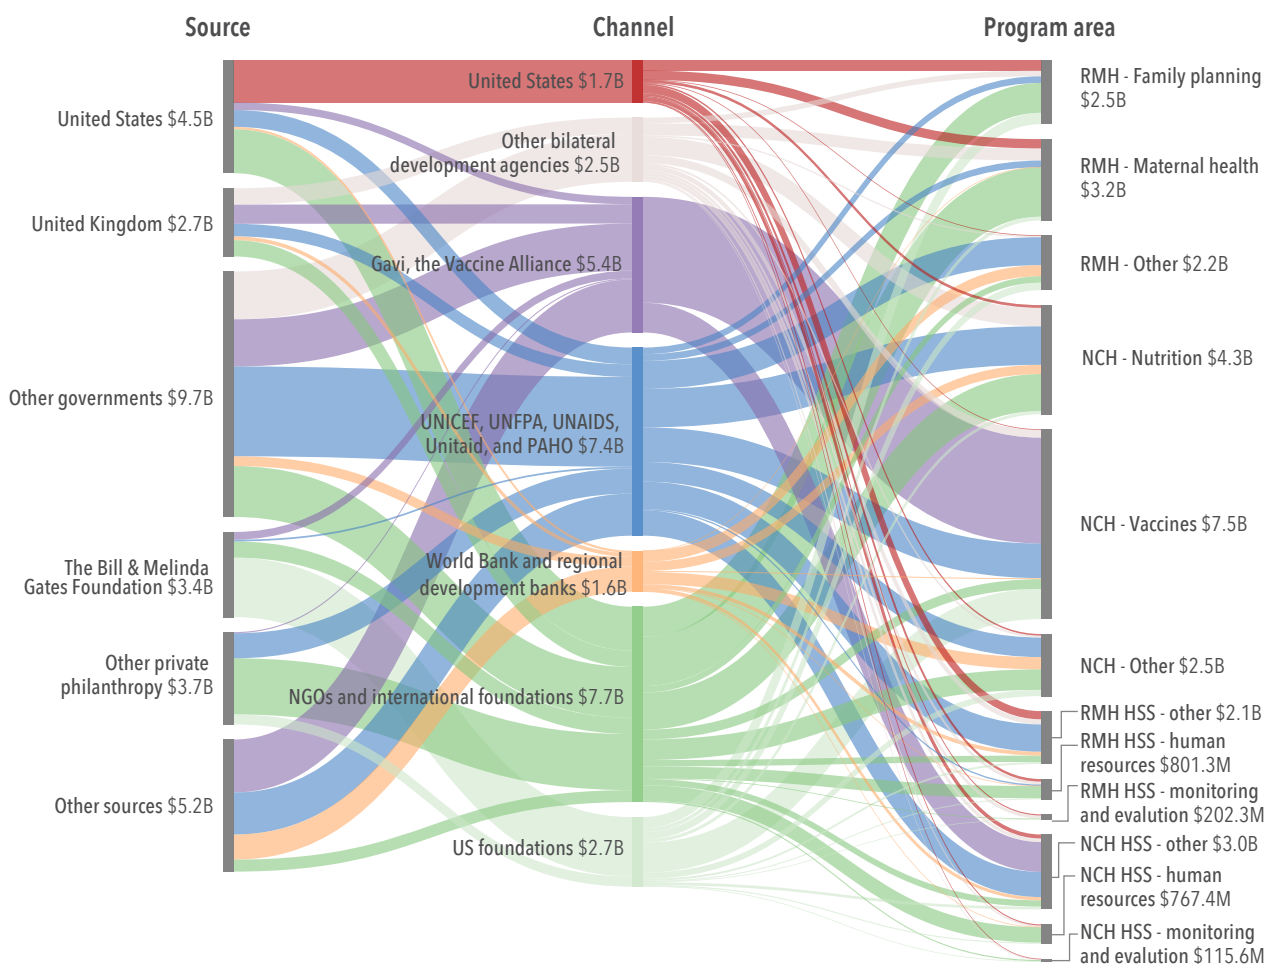 Source
Channel
Program area
United States $4.5B
United Kingdom $2.7B
Other governments $9.7B
The Bill & Melinda
Gates Foundation $3.4B
Other private
philanthropy $3.7B
Other sources $5.2B
United States $1.7B
Other bilateral
development agencies $2.5B
Gavi, the Vaccine Alliance $5.4B
UNICEF, UNFPA, UNAIDS,
Unitaid, and PAHO $7.4B
World Bank and regional
development banks $1.6B
NGOs and international foundations $7.7B
US foundations $2.7B
RMH - Family planning
$2.5B
RMH - Maternal health
$3.2B
RMH - Other $2.2B
NCH - Nutrition $4.3B
NCH - Vaccines $7.5B
NCH - Other $2.5B
RMH HSS - other $2.1B
RMH HSS - human
resources $801.3M
RMH HSS - monitoring
and evalution $202.3M
NCH HSS - other $3.0B
NCH HSS - human
resources $767.4M
NCH HSS - monitoring
and evalution $115.6M